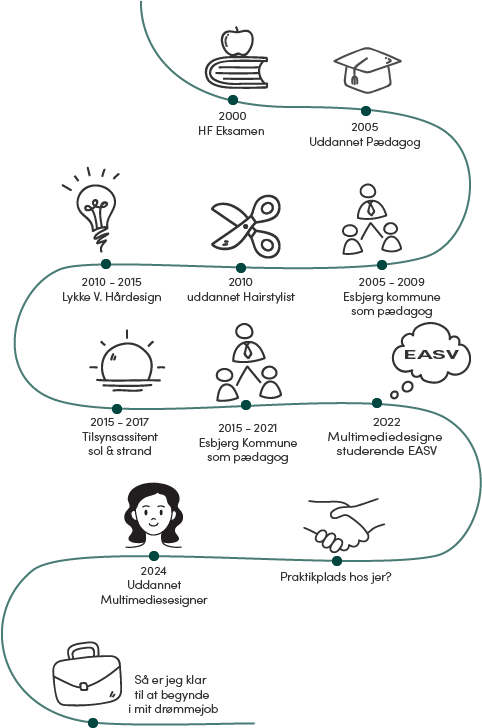 2000
HF Eksamen
2005
Uddannet Pædagog
2005 - 2009
Esbjerg kommune
som pædagog
2010
uddannet Hairstylist
2010 - 2015
Lykke V. Hårdesign
2015 - 2017
Tilsynsassitent
sol & strand
2015 - 2021
Esbjerg Kommune
som pædagog
EASV
2022
Multimediedesigne
studerende EASV
Praktikplads hos jer?
2024
Uddannet
Multimediesesigner
Så er jeg klar
til at begynde
i mit drømmejob